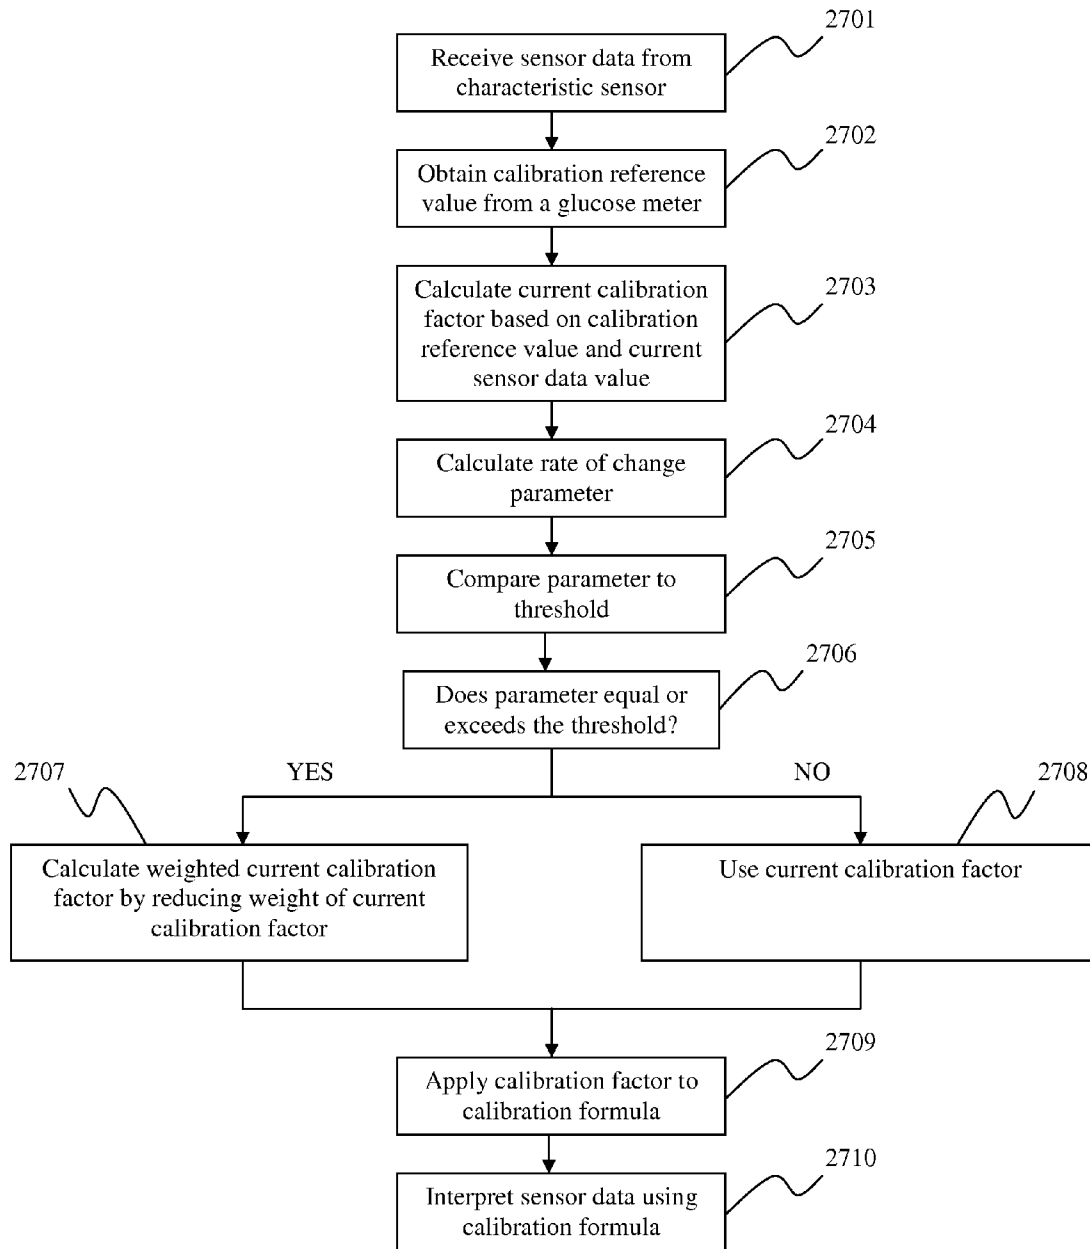 2701
Receive sensor data from
characteristic sensor
2702
Obtain calibration reference
value from a glucose meter
2703
Calculate current calibration
factor based on calibration
reference value and current
sensor data value
2704
Calculate rate of change
parameter
2705
Compare parameter to
threshold
2706
Does parameter equal or
exceeds the threshold?
2707
YES
NO
2708
Calculate weighted current calibration
factor by reducing weight of current
calibration factor
Use current calibration factor
2709
Apply calibration factor to
calibration formula
2710
Interpret sensor data using
calibration formula